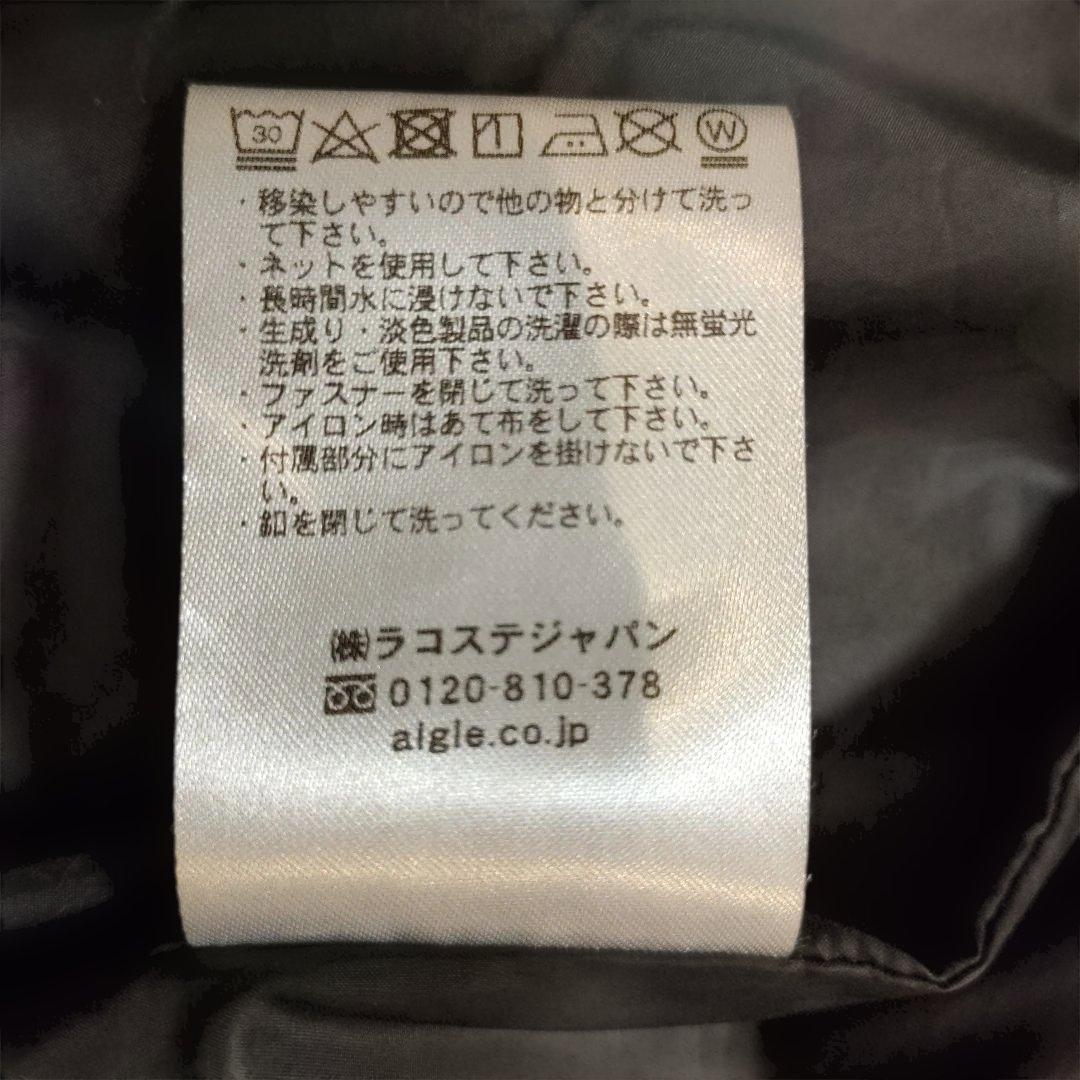 30 W
・移染しやすいので他の物と分けて洗っ
て下さい。
・ネットを使用して下さい。
・長時間水に浸けないで下さい。
・生成り・淡色製品の洗濯の際は無蛍光
洗剤をご使用下さい。
・ファスナーを閉じて洗って下さい。
・アイロン時はあて布をして下さい。
・付属部分にアイロンを掛けないで下さ
い。
・釦を閉じて洗ってください。
㈱ラコステジャパン
0120-810-378
aigle.co.jp